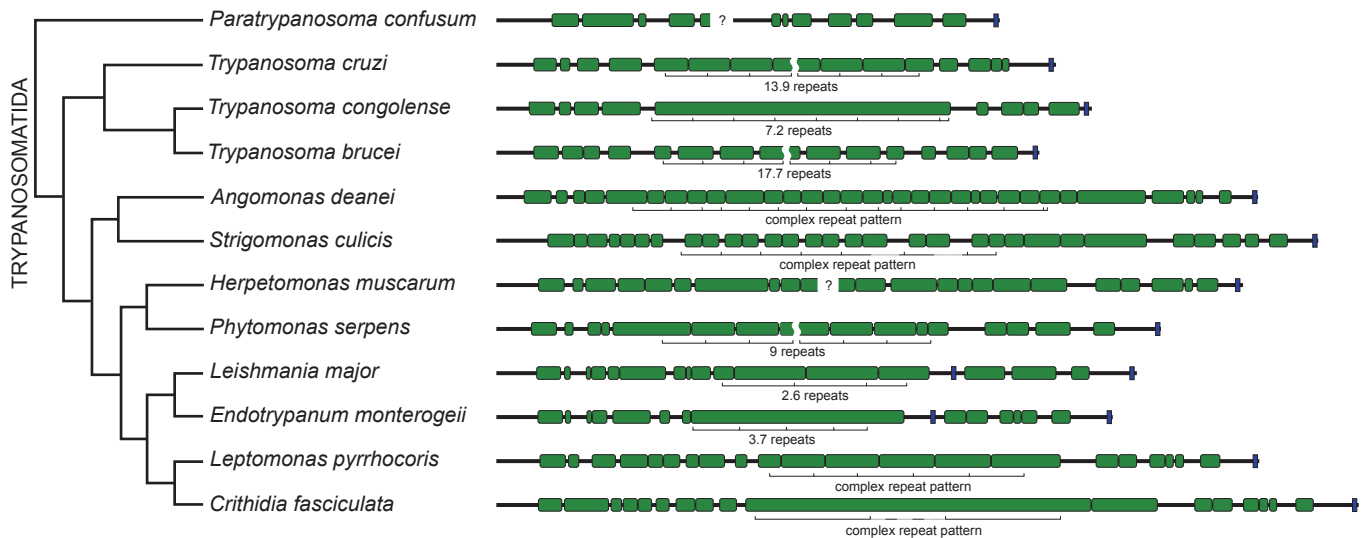 TRYPANOSOMATIDA
Paratrypanosoma confusum
?
Trypanosoma cruzi
13.9 repeats
Trypanosoma congolense
7.2 repeats
Trypanosoma brucei
17.7 repeats
Angomonas deanei
complex repeat pattern
Strigomonas culicis
complex repeat pattern
Herpetomonas muscarum
?
Phytomonas serpens
9 repeats
Leishmania major
2.6 repeats
Endotrypanum monterogeii
3.7 repeats
Leptomonas pyrrhocoris
complex repeat pattern
Crithidia fasciculata
complex repeat pattern